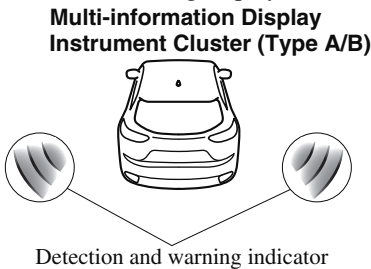 Multi-information Display
Instrument Cluster (Type A/B)
Detection and warning indicator